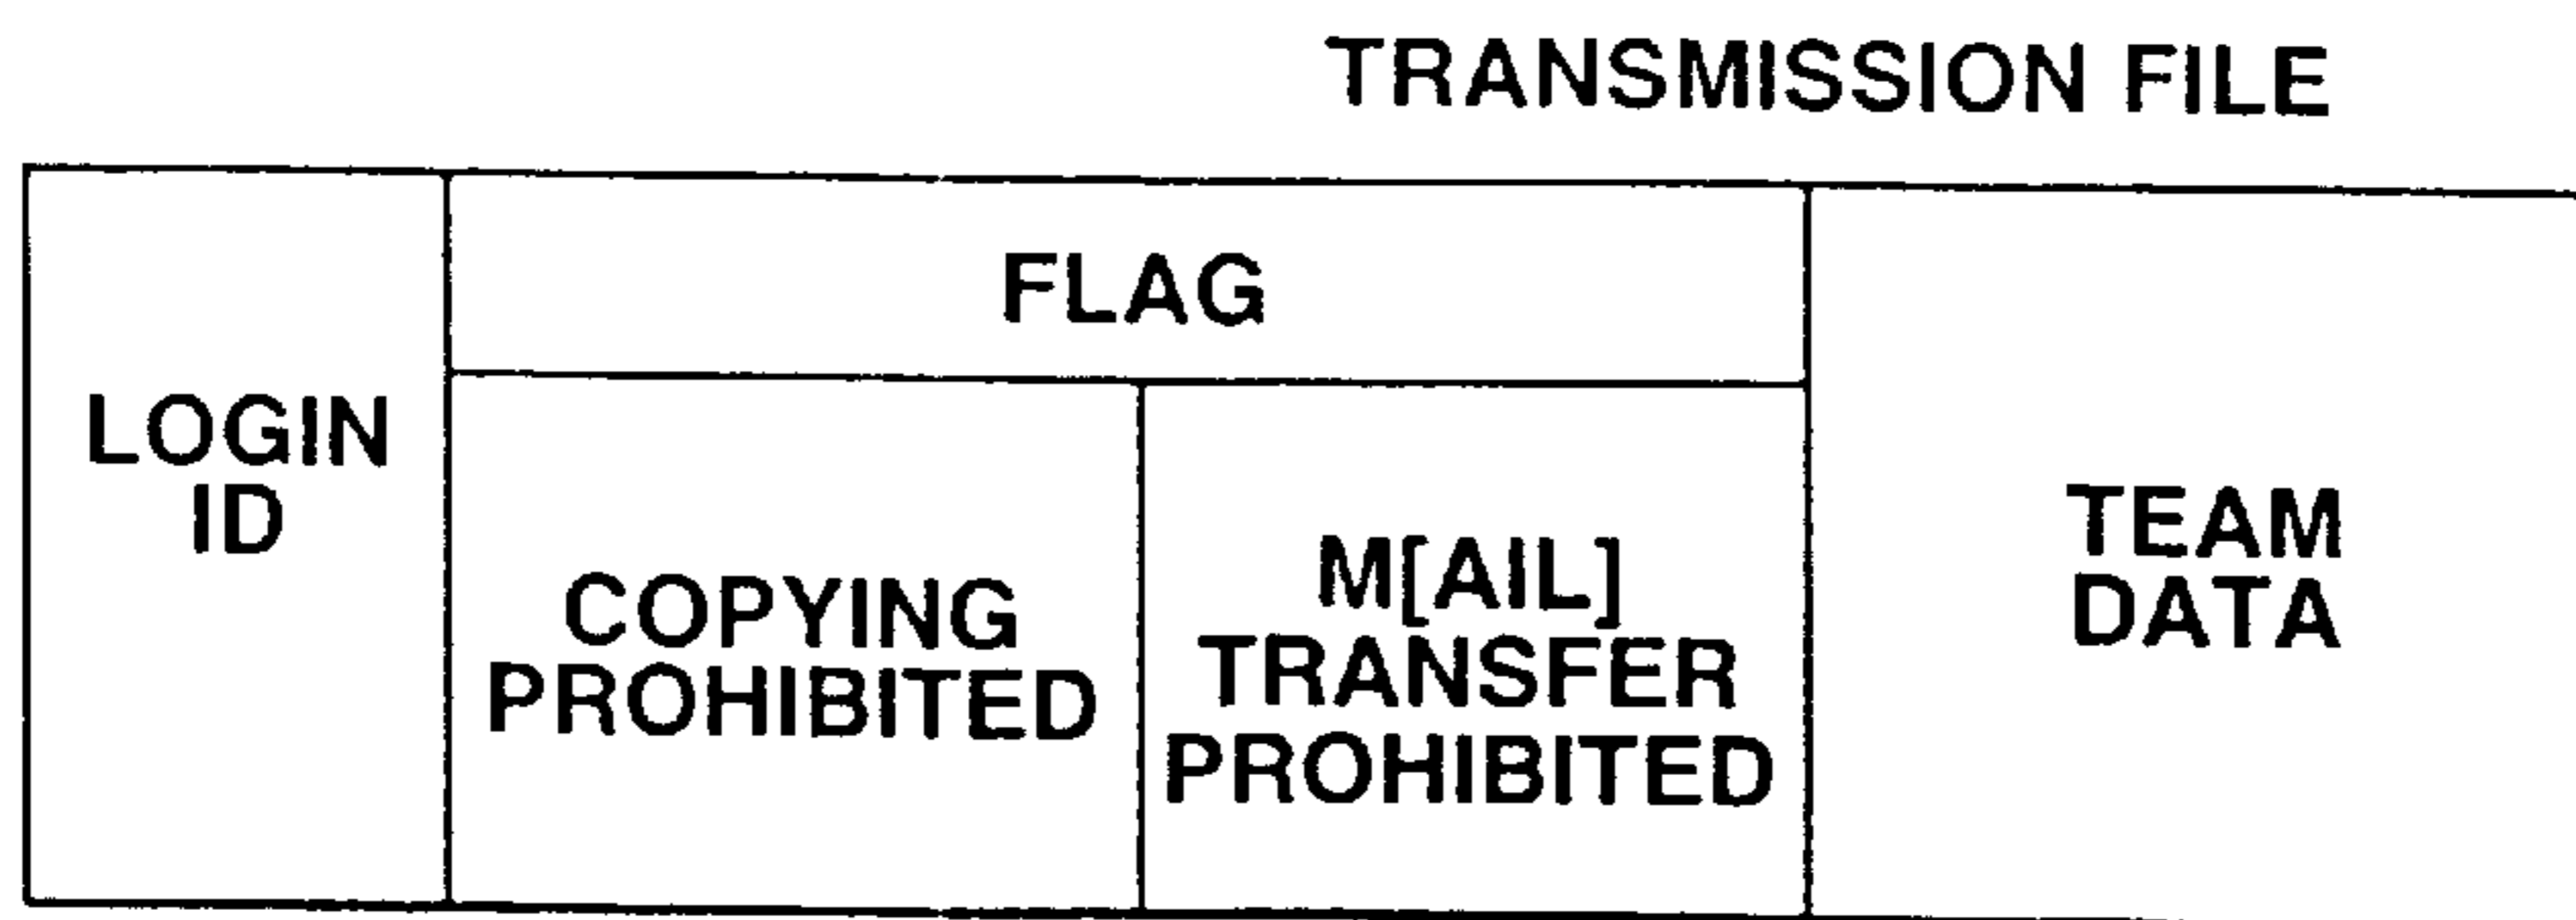 TRANSMISSION FILE
LOGIN
ID
FLAG
COPYING
PROHIBITED
M[AIL]
TRANSFER
PROHIBITED
TEAM
DATA